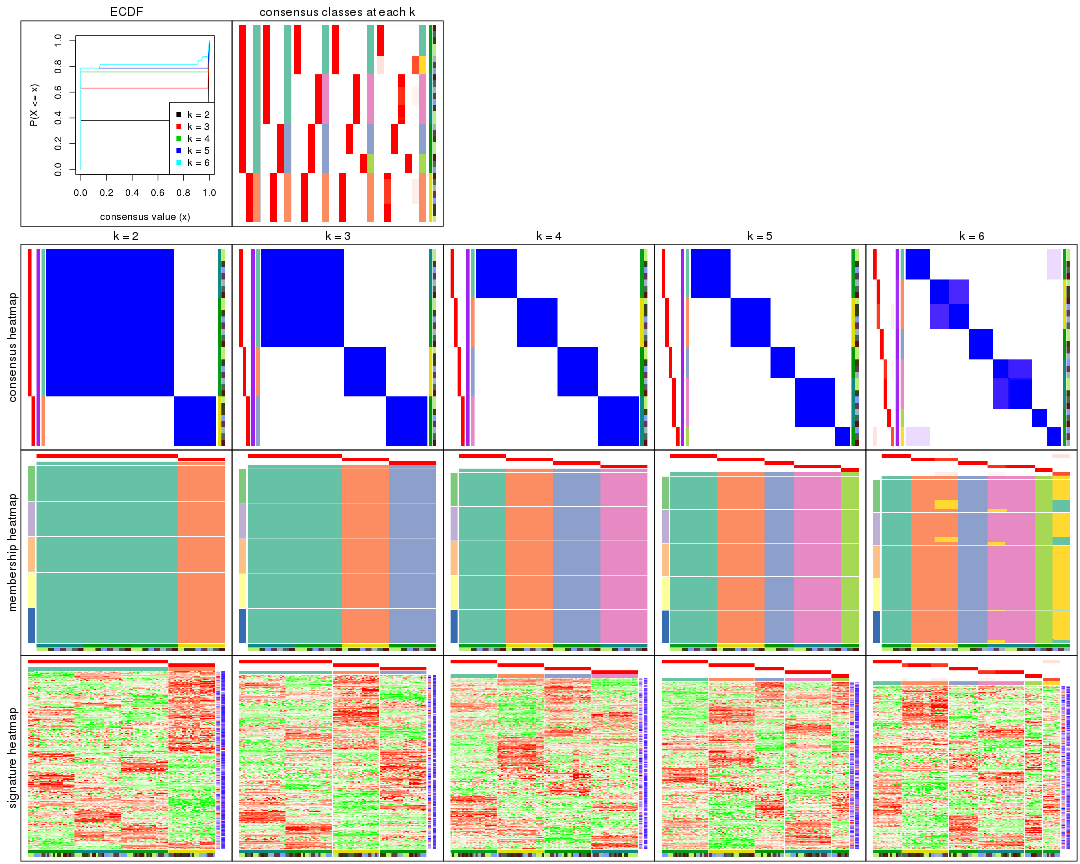 ECDF
consensus classes at each k
P(X <= x)
1.0
0.8
0.6
0.4
0.2
0.0
k = 2
k = 3
k = 4
k = 5
k = 6
0.0 0.2 0.4 0.6 0.8 1.0
consensus value (x)
k = 2
k = 3
k = 4
k = 5
k = 6
consensus heatmap
membership heatmap
signature heatmap